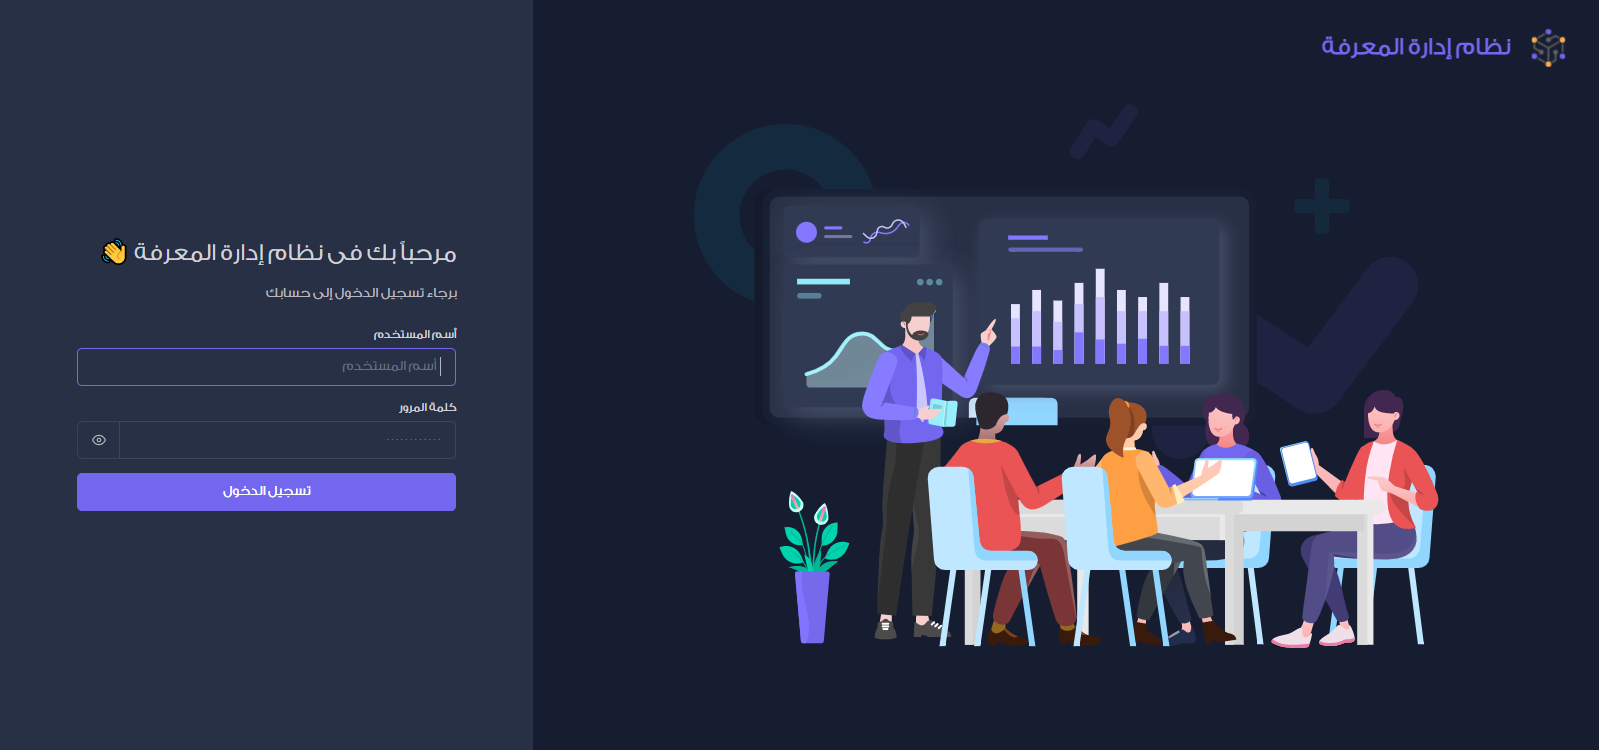 نظام إدارة المعرفة
مرحباً بك فى نظام إدارة المعرفة 👋
برجاء تسجيل الدخول إلى حسابك
أسم المستخدم
أسم المستخدم
كلمة المرور
············
تسجيل الدخول